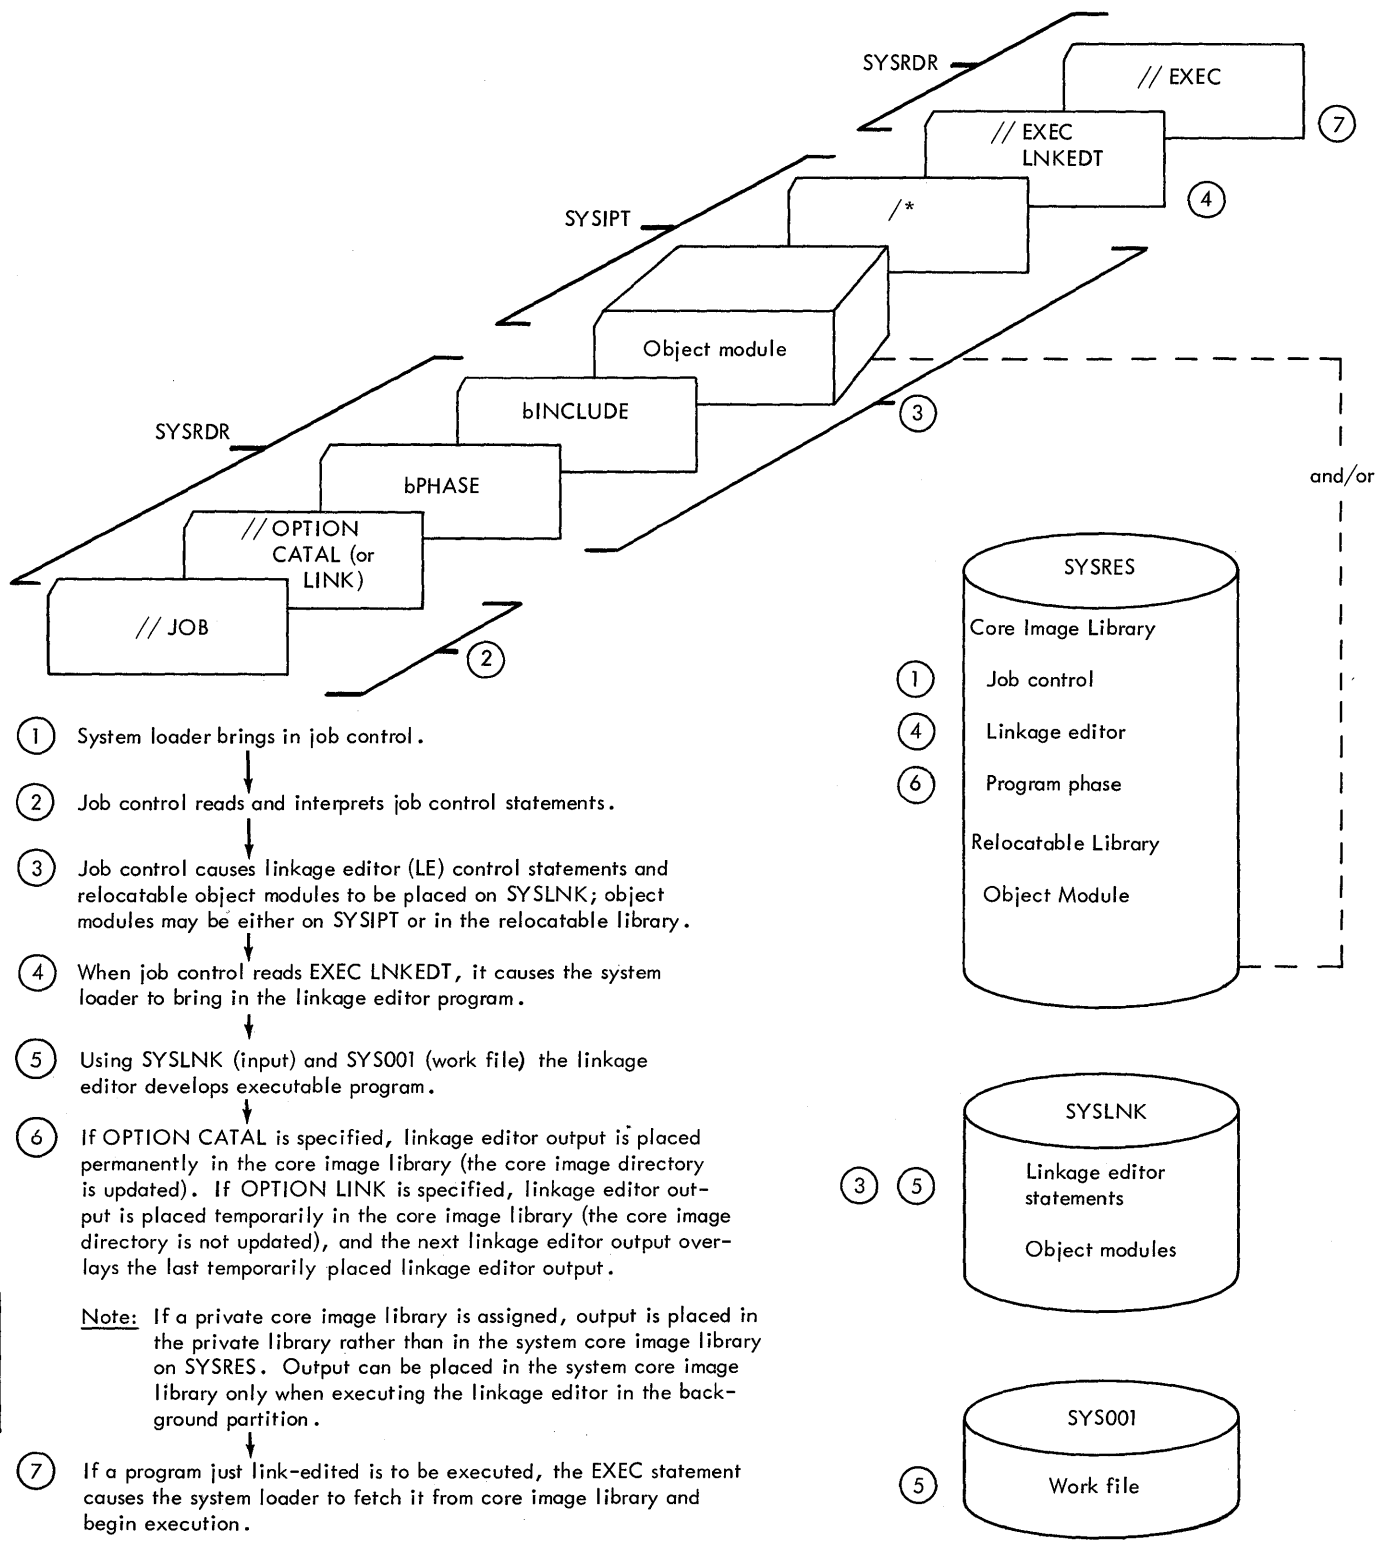 SYSRDR
// EXEC
7
// EXEC
LNKEDT
4
SYSIPT
/*
Object module
3
bINCLUDE
SYSRDR
bPHASE
and/or
// OPTION
CATAL (or
LINK)
// JOB
2
SYSRES
Core Image Library
1 Job control
4 Linkage editor
6 Program phase
Relocatable Library
Object Module
1 System loader brings in job control.
2 Job control reads and interprets job control statements.
3 Job control causes linkage editor (LE) control statements and
relocatable object modules to be placed on SYSLNK; object
modules may be either on SYSIPT or in the relocatable library.
4 When job control reads EXEC LNKEDT, it causes the system
loader to bring in the linkage editor program.
5 Using SYSLNK (input) and SYS001 (work file) the linkage
editor develops executable program.
6 If OPTION CATAL is specified, linkage editor output is placed
permanently in the core image library (the core image directory
is updated). If OPTION LINK is specified, linkage editor out-
put is placed temporarily in the core image library (the core image
directory is not updated), and the next linkage editor output over-
lays the last temporarily placed linkage editor output.
Note: If a private core image library is assigned, output is placed in
the private library rather than in the system core image library
on SYSRES. Output can be placed in the system core image
library only when executing the linkage editor in the back-
ground partition.
7 If a program just link-edited is to be executed, the EXEC statement
causes the system loader to fetch it from core image library and
begin execution.
SYSLNK
3 5
Linkage editor
statements
Object modules
SYS001
5 Work file